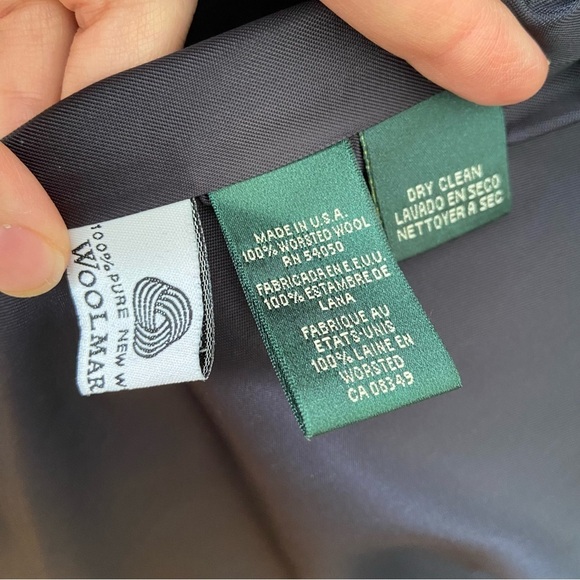 100% PURE NEW W
WOOLMAR
MADE IN U.S.A.
100% WORSTED WOOL
RN 54050
FABRICADA EN E.E.U.U.
100% ESTAMBRE DE
LANA
FABRIQUE AU
ETATS-UNIS
100% LAINE EN
WORSTED
CA 08349
DRY CLEAN
LAVADO EN SECO
NETTOYER A SEC